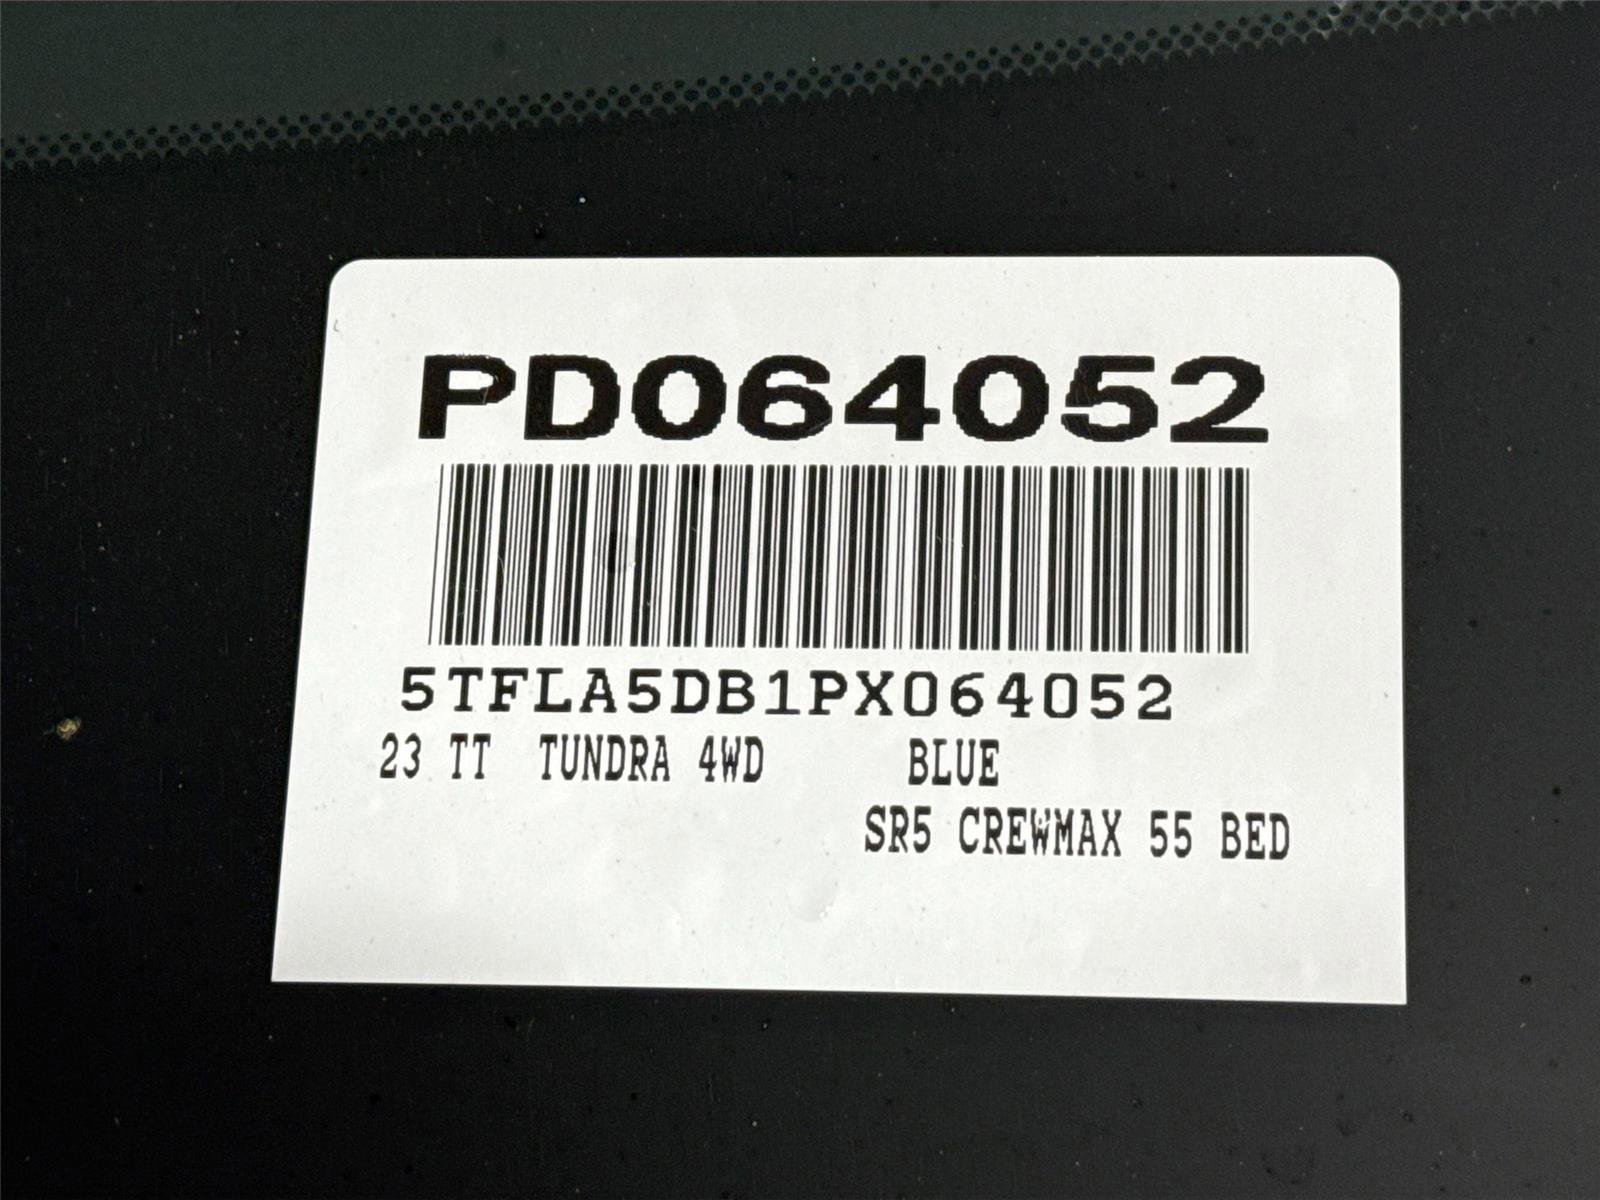 PD064052
5TFLA5DB1PX064052
23 TT TUNDRA 4WD BLUE
SR5 CREWMAX 55 BED